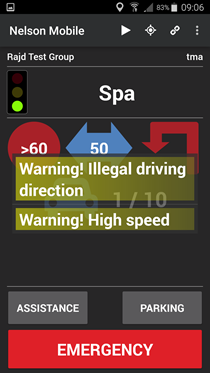 83% 09:06
Nelson Mobile
Rajd Test Group tma
Spa
>60 50
Warning! Illegal driving
direction
1 / 10
Warning! High speed
ASSISTANCE PARKING
EMERGENCY